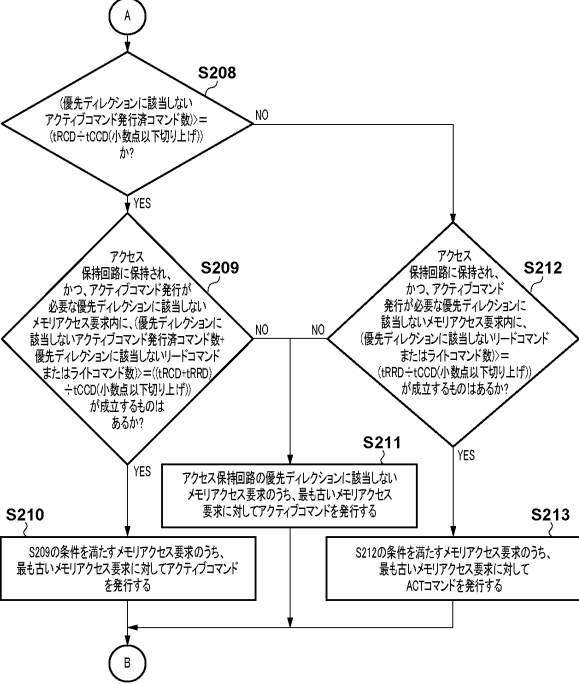 A
S208
(優先ディレクションに該当しない
アクティブコマンド発行済コマンド数)>=
(tRCD÷tCCD(小数点以下切り上げ))
か?
NO
YES
S209
アクセス
保持回路に保持され、
かつ、アクティブコマンド発行が
必要な優先ディレクションに該当しない
メモリアクセス要求内に、(優先ディレクションに
該当しないアクティブコマンド発行済コマンド数+
優先ディレクションに該当しないリードコマンド
またはライトコマンド数)>=((tRCD+tRRD)
÷tCCD(小数点以下切り上げ)
が成立するものは
あるか?
NO
YES
S212
アクセス
保持回路に保持され、
かつ、アクティブコマンド
発行が必要な優先ディレクションに
該当しないメモリアクセス要求内に、
(優先ディレクションに該当しないリードコマンド
またはライトコマンド数)>=
(tRRD÷tCCD(小数点以下切り上げ)
が成立するものはあるか?
NO
YES
S211
アクセス保持回路の優先ディレクションに該当しない
メモリアクセス要求のうち、最も古いメモリアクセス
要求に対してアクティブコマンドを発行する
S210
S209の条件を満たすメモリアクセス要求のうち、
最も古いメモリアクセス要求に対してアクティブコマンド
を発行する
S213
S212の条件を満たすメモリアクセス要求のうち、
最も古いメモリアクセス要求に対して
ACTコマンドを発行する
B